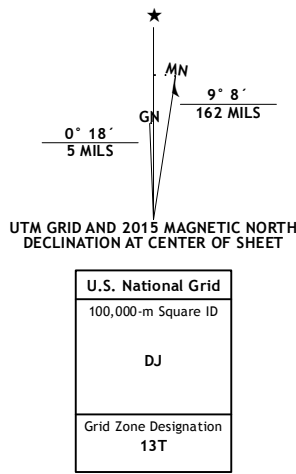 MN
GN
9° 8´
162 MILS
0° 18´
5 MILS
UTM GRID AND 2015 MAGNETIC NORTH
DECLINATION AT CENTER OF SHEET
U.S. National Grid
100,000-m Square ID
DJ
Grid Zone Designation
13T